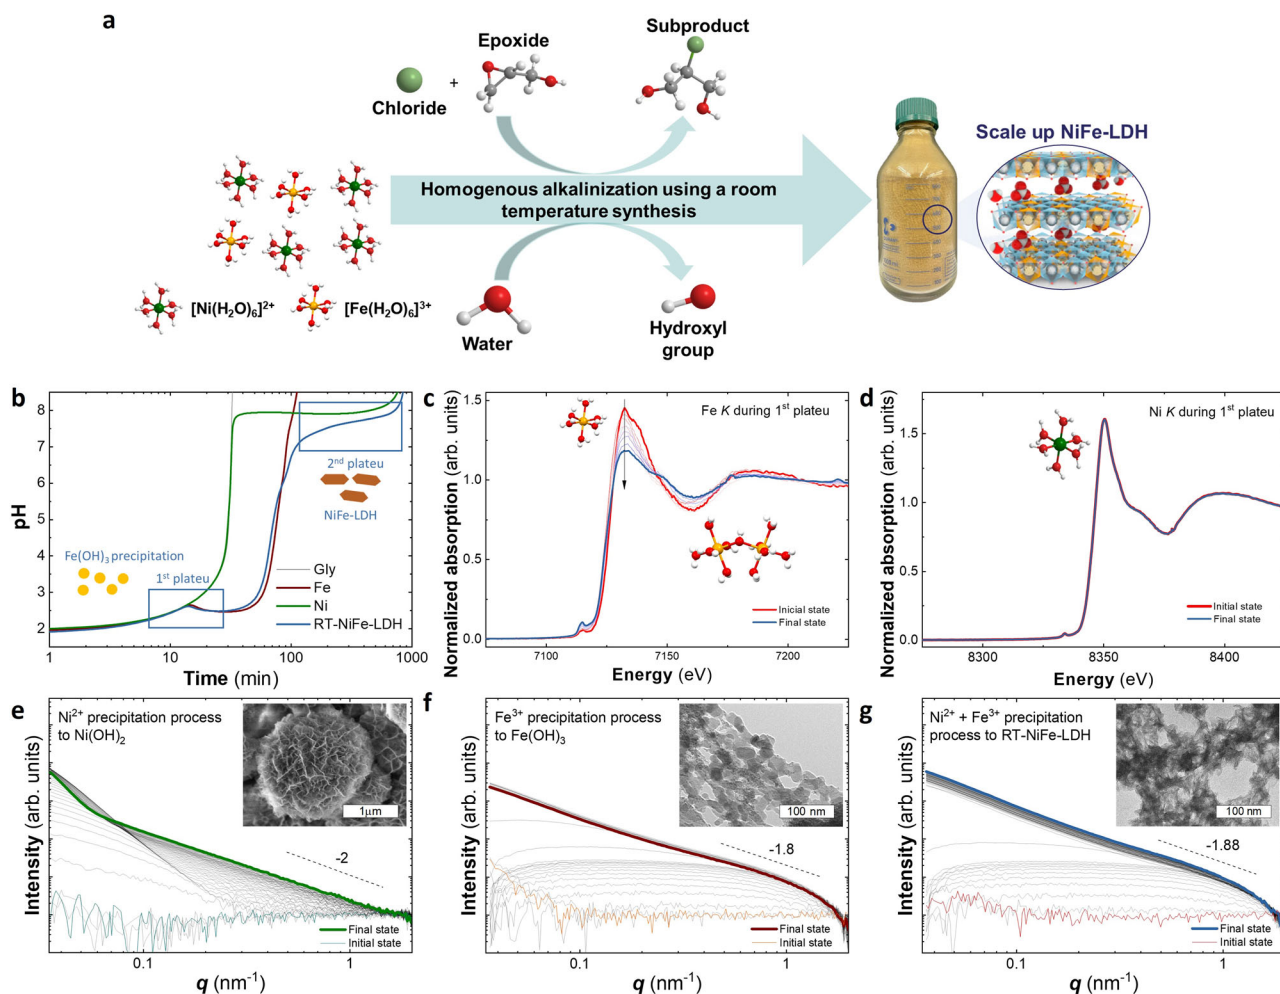 a
Epoxide
Subproduct
Chloride
+
Scale up NiFe-LDH
Homogenous alkalinization using a room
temperature synthesis
[Ni(H2O)6]2+
[Fe(H2O)6]3+
Water
Hydroxyl
group
b
8
7
6
5
4
3
2
pH
1
10
100
1000
Time (min)
2nd plateu
NiFe-LDH
Fe(OH)3 precipitation
1st plateu
Gly
Fe
Ni
RT-NiFe-LDH
c
Fe K during 1st plateu
1.5
1.0
0.5
0.0
Normalized absorption (arb. units)
Inicial state
Final state
7100
7150
7200
Energy (eV)
d
Ni K during 1st plateu
1.5
1.0
0.5
0.0
Normalized absorption (arb. units)
Initial state
Final state
8300
8350
8400
Energy (eV)
e
Ni2+ precipitation process
to Ni(OH)2
1µm
-2
Intensity (arb. units)
Final state
Initial state
0.1
1
q (nm-1)
f
Fe3+ precipitation process
to Fe(OH)3
100 nm
-1.8
Intensity (arb. units)
Final state
Initial state
0.1
1
q (nm-1)
g
Ni2+ + Fe3+ precipitation
process to RT-NiFe-LDH
100 nm
-1.88
Intensity (arb. units)
Final state
Initial state
0.1
1
q (nm-1)